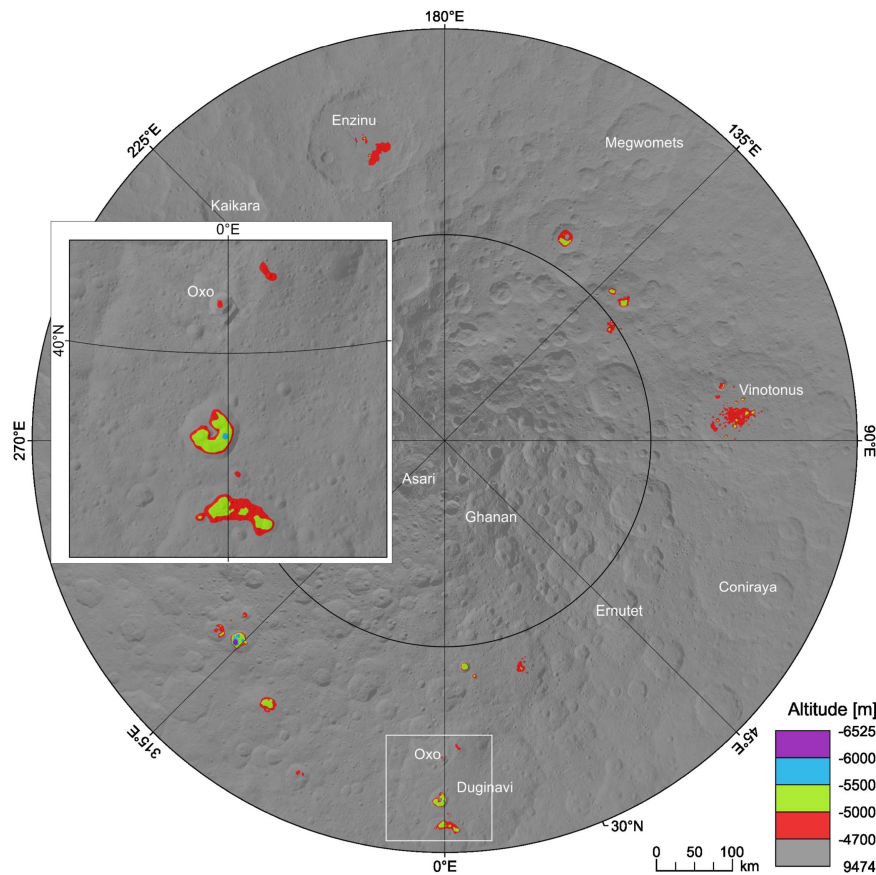 180°E
Enzinu
Megwomets
225°E
135°E
Kaikara
0°E
Oxo
40°N
Vinotonus
270°E
90°E
Asari
Ghanan
Coniraya
Ernutet
315°E
45°E
Oxo
Duginavi
30°N
0°E
0 50 100
km
Altitude [m]
-6525
-6000
-5500
-5000
-4700
9474